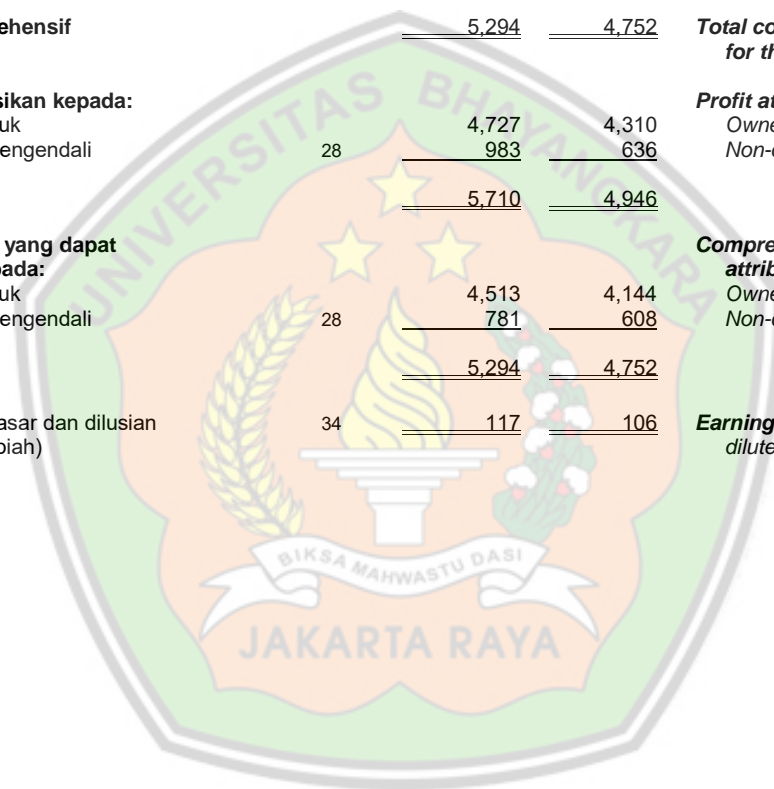 ehensif 5,294 4,752 Total co
for th
sikan kepada: Profit at
uk 4,727 4,310 Owne
engendali 28 983 636 Non-c
5,710 4,946
yang dapat Compre
pada: attrib
uk 4,513 4,144 Owne
engendali 28 781 608 Non-c
5,294 4,752
asar dan dilusian 34 117 106 Earning
piah) dilute
UNIVERSITAS BHAYANGKARA
BIKSA MAHWASTU DASI
JAKARTA RAYA